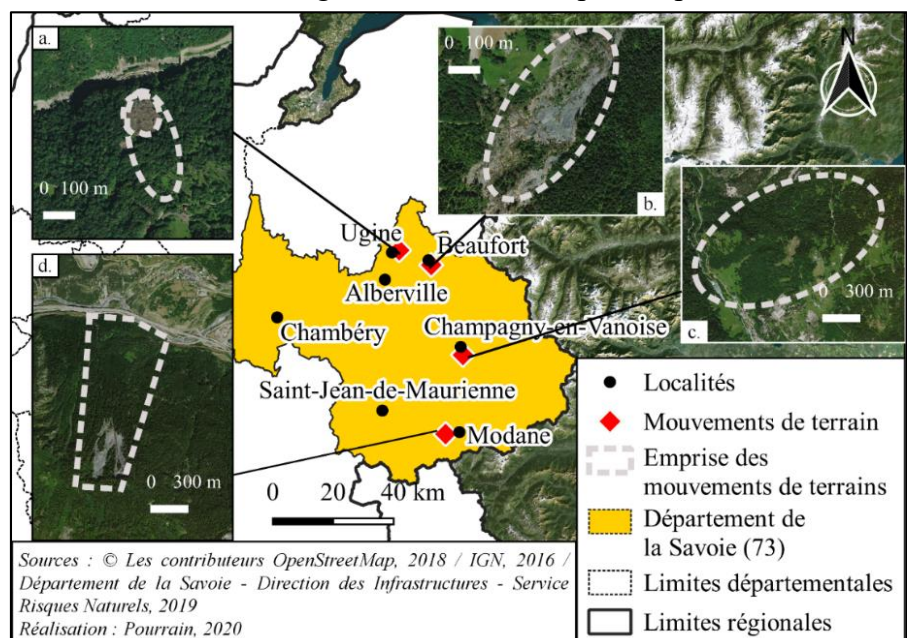 a.
0 100 m
0 100 m
b.
N
c.
0 300 m
d.
0 300 m
Ugine
Beaufort
Alberville
Chambéry
Champagny-en-Vanoise
Saint-Jean-de-Maurienne
Modane
0 20 40 km
Localités
Mouvements de terrain
Emprise des
mouvements de terrains
Département de
la Savoie (73)
Limites départementales
Limites régionales
Sources : © Les contributeurs OpenStreetMap, 2018 / IGN, 2016 /
Département de la Savoie - Direction des Infrastructures - Service
Risques Naturels, 2019
Réalisation : Pourrain, 2020